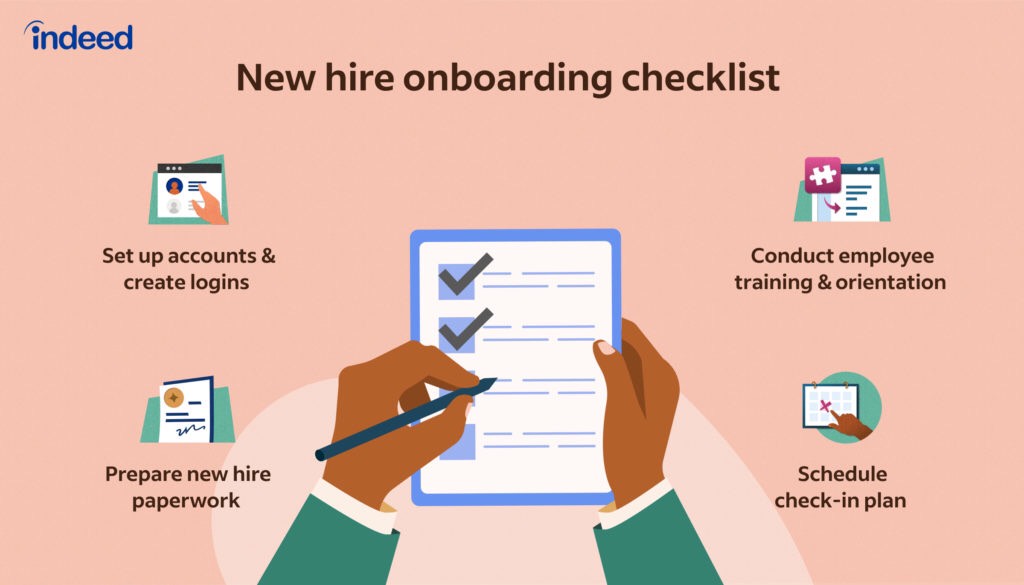 indeed
New hire onboarding checklist
Set up accounts &
create logins
Conduct employee
training & orientation
Prepare new hire
paperwork
Schedule
check-in plan